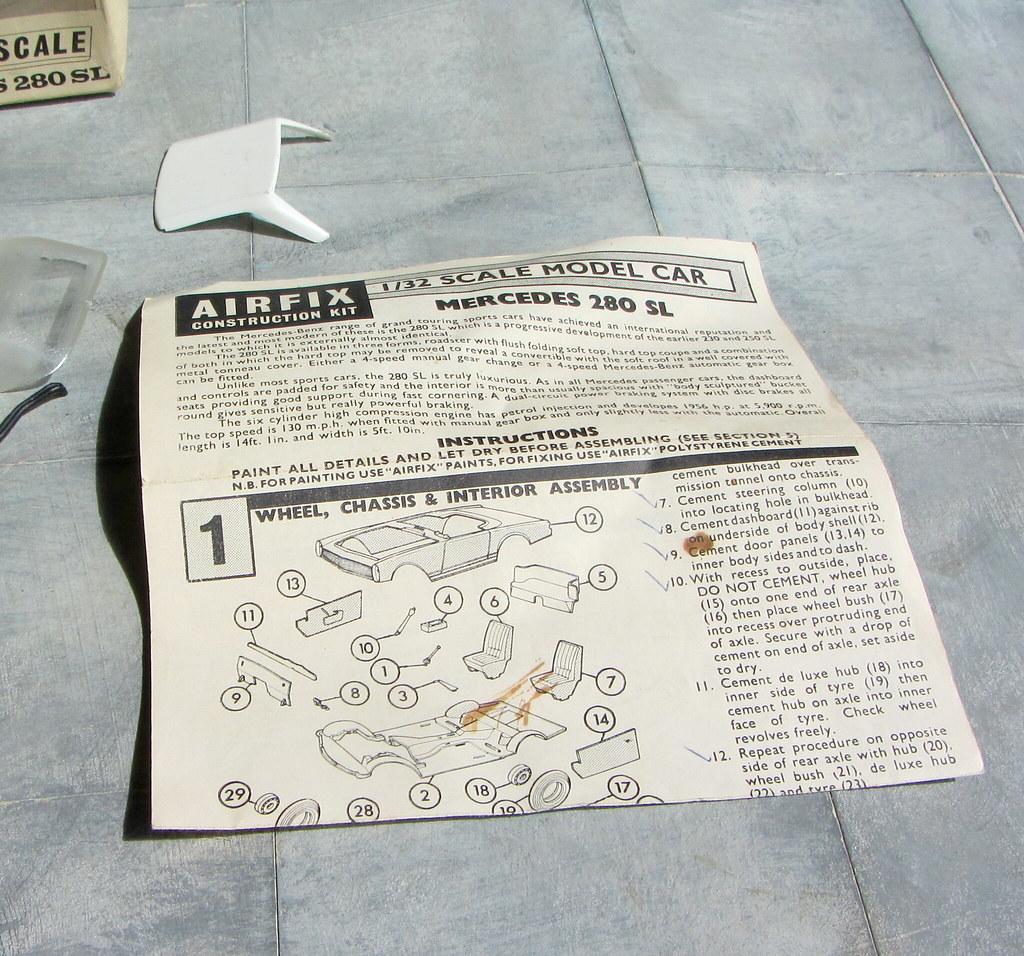 SCALE
S 280 SL
AIRFIX
CONSTRUCTION KIT
1/32 SCALE MODEL CAR
MERCEDES 280 SL
The Mercedes-Benz range of grand touring sports cars have achieved an international reputation and
the latest and most modern of these is the 280 SL which is a progressive development of the earlier 230 and 250 SL
models to which it is externally almost identical.
The 280 SL is available in three forms, roadster with flush folding soft top, hard top coupe and a combination
of both in which the hard top may be removed to reveal a convertible with the soft roof in a well covered with
metal tonneau cover. Either a 4-speed manual gear change or a 4-speed Mercedes-Benz automatic gear box
can be fitted.
Unlike most sports cars, the 280 SL is truly luxurious. As in all Mercedes passenger cars, the dashboard
and controls are padded for safety and the interior is more than usually spacious with "body sculptured" bucket
seats providing good support during fast cornering. A dual-circuit power braking system with disc brakes all
round gives sensitive but really powerful braking.
The six cylinder high compression engine has petrol injection and developes 1956 h.p. at 5,900 r.p.m.
The top speed is 130 m.p.h. when fitted with manual gear box and only slightly less with the automatic. Overall
length is 14ft. 1in. and width is 5ft. 10in.
INSTRUCTIONS
PAINT ALL DETAILS AND LET DRY BEFORE ASSEMBLING (SEE SECTION 5)
N.B. FOR PAINTING USE "AIRFIX" PAINTS, FOR FIXING USE "AIRFIX" POLYSTYRENE CEMENT
1
WHEEL, CHASSIS & INTERIOR ASSEMBLY
12
13
4
6
5
11
10
1
9
8
3
7
14
29
28
2
18
19
17
cement bulkhead over trans-
mission tunnel onto chassis.
7. Cement steering column (10)
into locating hole in bulkhead.
8. Cement dashboard (11) against rib
on underside of body shell (12).
9. Cement door panels (13,14) to
inner body sides and to dash.
10. With recess to outside, place,
DO NOT CEMENT, wheel hub
(15) onto one end of rear axle
(16) then place wheel bush (17)
into recess over protruding end
of axle. Secure with a drop of
cement on end of axle, set aside
to dry.
11. Cement de luxe hub (18) into
inner side of tyre (19) then
cement hub on axle into inner
face of tyre. Check wheel
revolves freely.
12. Repeat procedure on opposite
side of rear axle with hub (20),
wheel bush (21), de luxe hub
(22) and tyre (23).